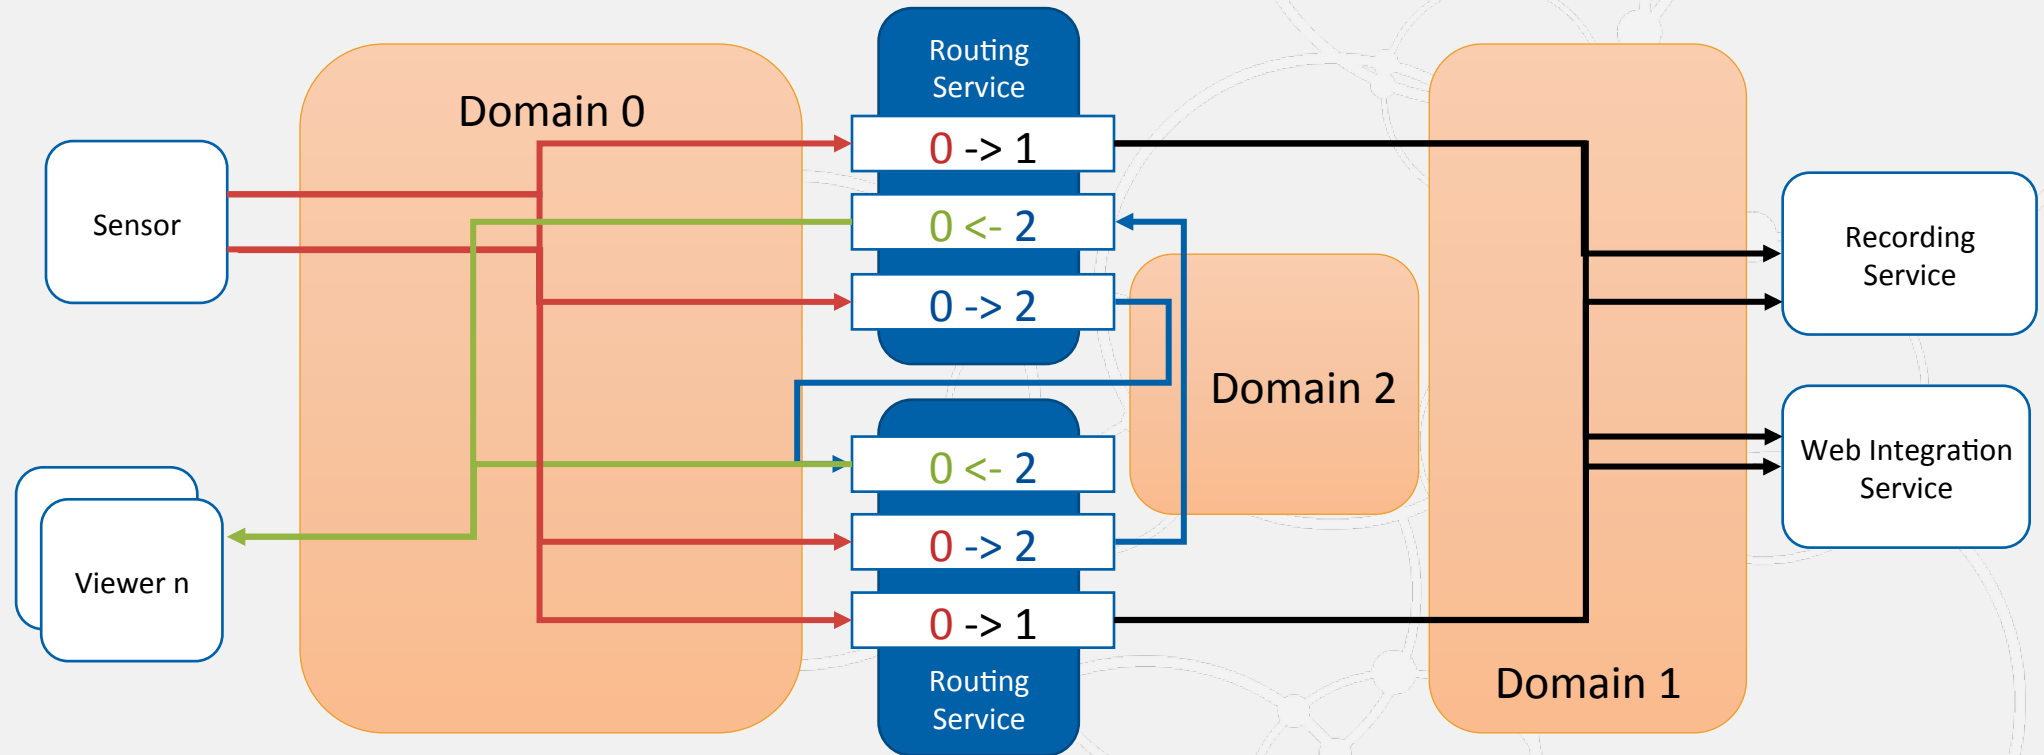 Domain 0
Routing
Service
0 -> 1
0 <- 2
0 -> 2
Sensor
Viewer n
Domain 2
0 <- 2
0 -> 2
0 -> 1
Routing
Service
Domain 1
Recording
Service
Web Integration
Service